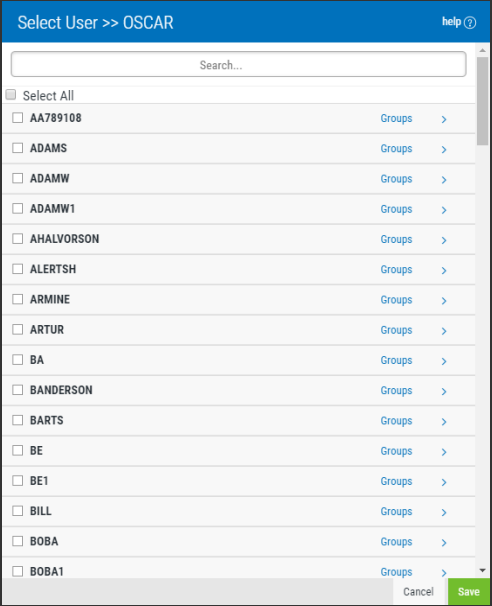 Select User >> OSCAR help ?
Search...
Select All
AA789108 Groups >
ADAMS Groups >
ADAMW Groups >
ADAMW1 Groups >
AHALVORSON Groups >
ALERTSH Groups >
ARMINE Groups >
ARTUR Groups >
BA Groups >
BANDERSON Groups >
BARTS Groups >
BE Groups >
BE1 Groups >
BILL Groups >
BOBA Groups >
BOBA1 Groups >
Cancel Save